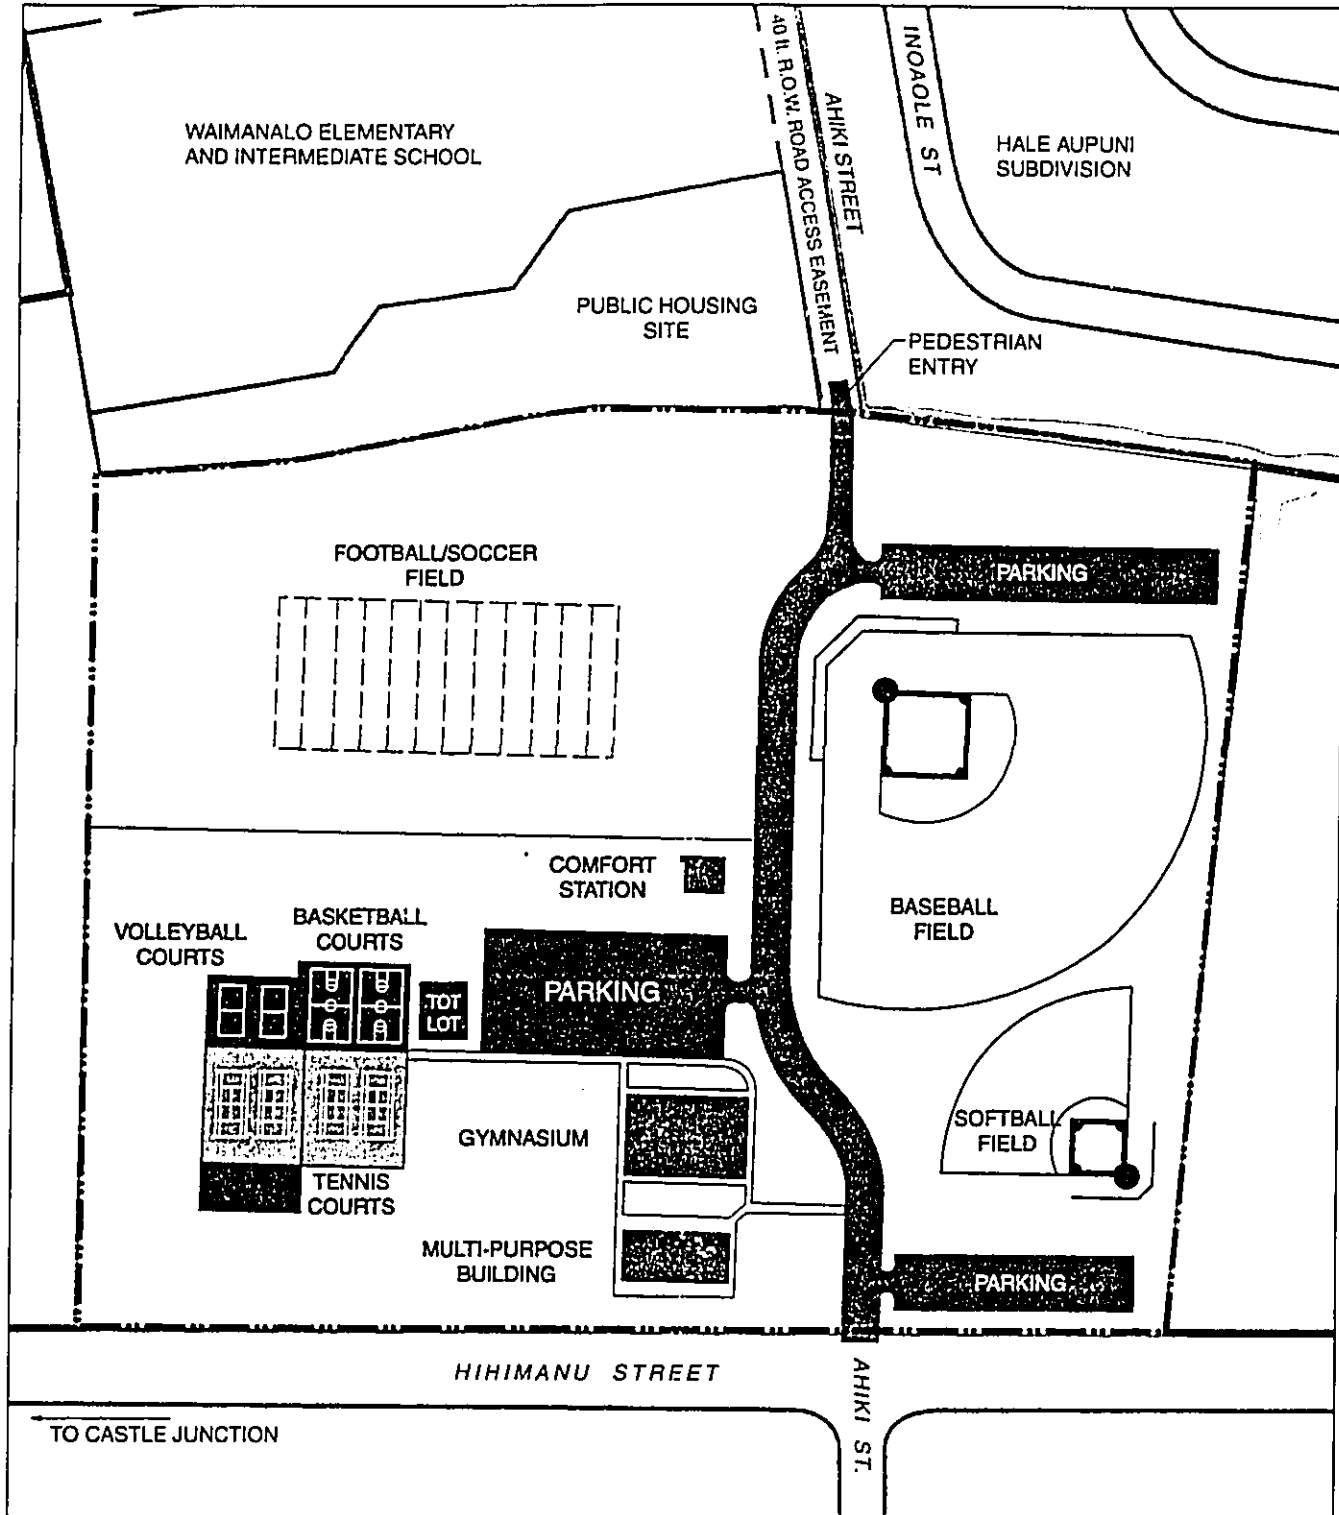 WAIMANALO ELEMENTARY
AND INTERMEDIATE SCHOOL
40 ft. R.O.W. ROAD ACCESS EASEMENT
AHIKI STREET
INOAOLE ST
HALE AUPUNI
SUBDIVISION
PUBLIC HOUSING
SITE
PEDESTRIAN
ENTRY
FOOTBALL/SOCCER
FIELD
PARKING
COMFORT
STATION
BASEBALL
FIELD
VOLLEYBALL
COURTS
BASKETBALL
COURTS
TOT
LOT
PARKING
GYMNASIUM
SOFTBALL
FIELD
TENNIS
COURTS
MULTI-PURPOSE
BUILDING
PARKING
HIHIMANU STREET
AHIKI ST.
TO CASTLE JUNCTION